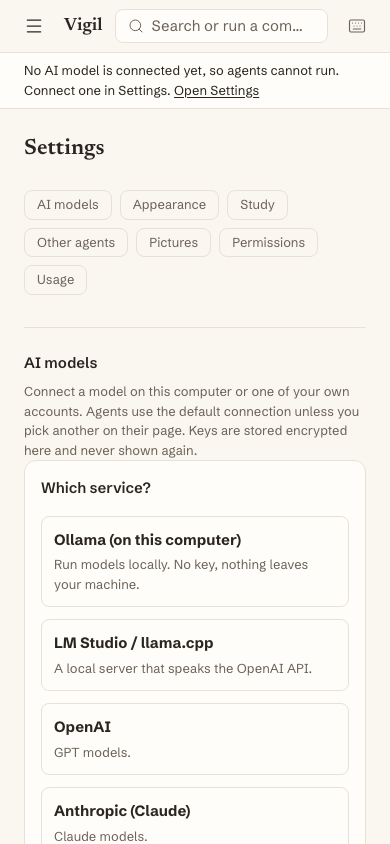 Vigil
Search or run a com…
No AI model is connected yet, so agents cannot run.
Connect one in Settings. Open Settings
Settings
AI models
Appearance
Study
Other agents
Pictures
Permissions
Usage
AI models
Connect a model on this computer or one of your own
accounts. Agents use the default connection unless you
pick another on their page. Keys are stored encrypted
here and never shown again.
Which service?
Ollama (on this computer)
Run models locally. No key, nothing leaves
your machine.
LM Studio / llama.cpp
A local server that speaks the OpenAI API.
OpenAI
GPT models.
Anthropic (Claude)
Claude models.